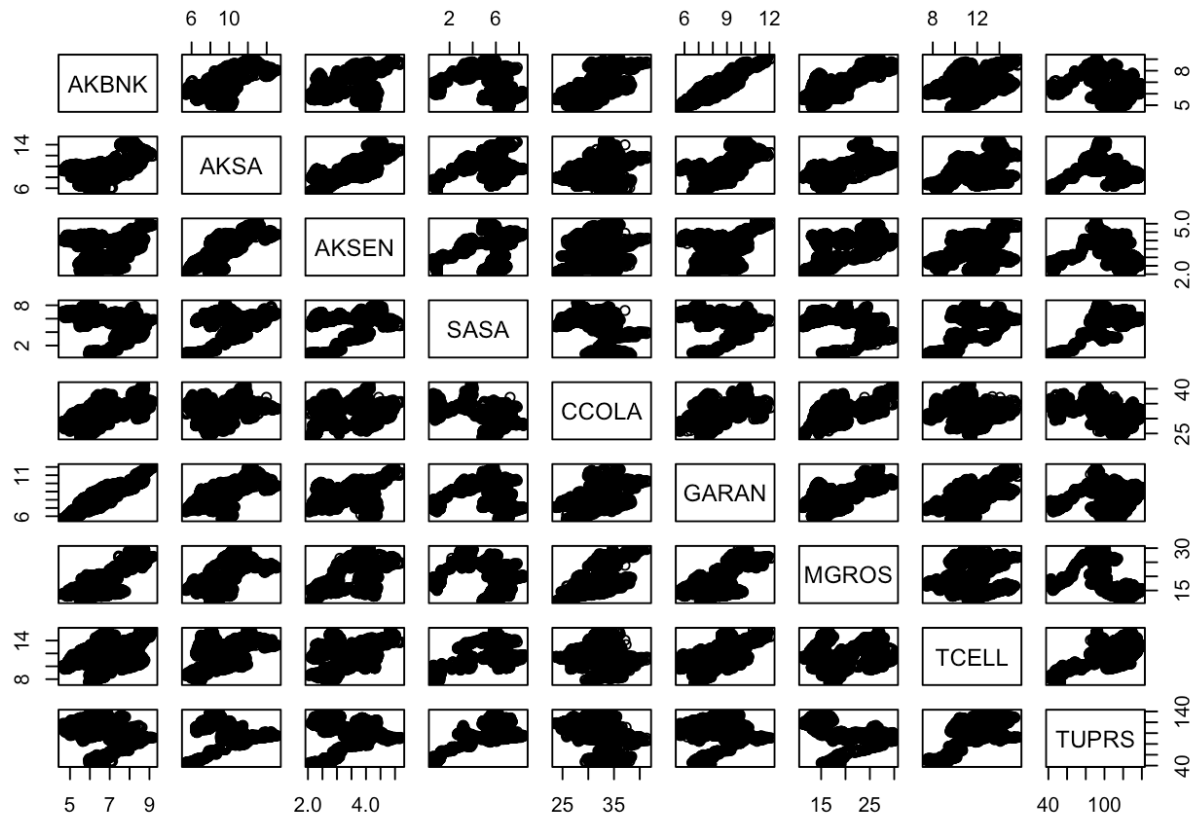 2 6 6 9 12
6 10 8 12
AKBNK
5 8
6 14
AKSA
AKSEN
2.0 5.0
2 8
SASA
CCOLA
25 40
6 11
GARAN
MGROS
15 30
8 14
TCELL
TUPRS
40 140
5 7 9 25 35 40 100
2.0 4.0 15 25